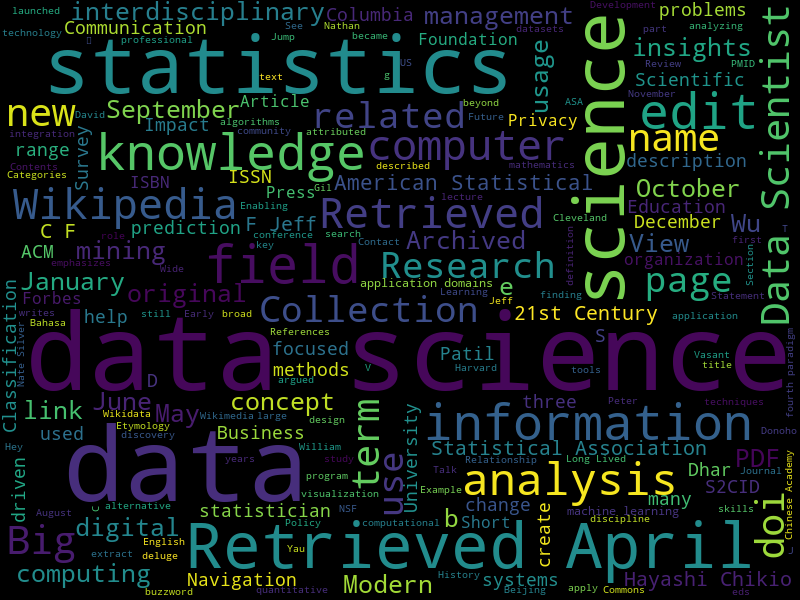 launched
interdisciplinary
Columbia
management
Development
problems
technology
professional
Communication
See
Nathan
Jump
became
Foundation
datasets
part
analyzing
statistics
text
g
US
usage
science
Review
PMID
insights
Scientific
November
Data Scientist
new
David
September
Article
related
Impact
algorithms
community
attributed
beyond
Future
ASA
Privacy
edit
name
integration
Contents
Categories
range
Survey
knowledge
computer
described
mathematics
description
ISBN
ISSN
Press
Gil
American Statistical
lecture
October
Education
Wikipedia
Enabling
prediction
F Jeff
Retrieved
Cleveland
December
Wu
T
C F
role
conference
search
key
Contact
Archived
definition
View
first
ACM
mining
emphasizes
Wide
field
Research
organization
Section
January
Forbes
original
application domains
Learning
e
Jeff
finding
page
Statement
writes
Bahasa
help
still
Early
broad
Collection
21st Century
application
Classification
Nate Silver
References
focused
methods
argued
V
Patil
Harvard
S
tools
Vasant
title
fourth paradigm
data science
D
link
June
May
Wikidata
Etymology
concept
Wikimedia
large
design
term
three
Peter
techniques
used
discovery
Business
William
University
information
Donoho
Hey
data
years
study
use
Statistical Association
Relationship
Long Lived
Talk
analysis
Dhar
PDF
Journal
driven
program
visualization
Example
many
S2CID
skills
Chinese Academy
August
c
alternative
statistician
NSF
change
machine learning
discipline
doi
Big
digital
English
Policy
computational
b
Short
create
extract
deluge
Yau
Retrieved April
computing
Navigation
buzzword
quantitative
Modern
History
systems
Beijing
apply
Commons
Hayashi Chikio
eds